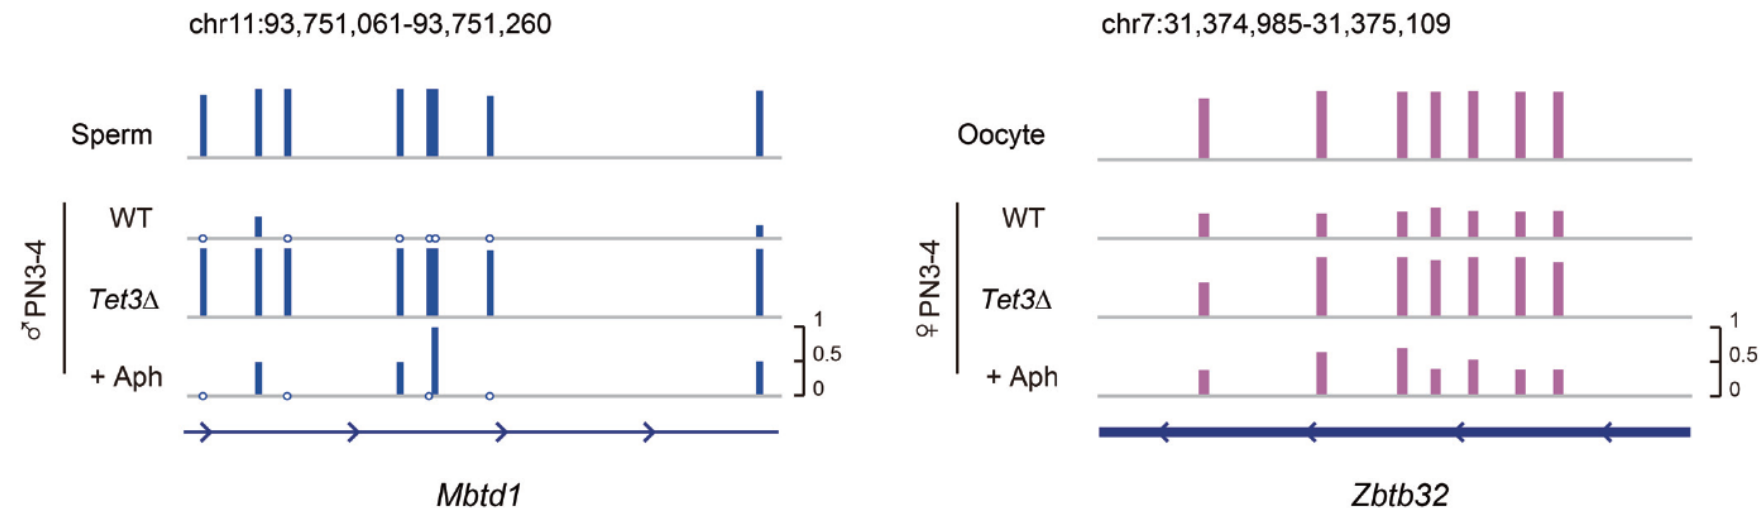 chr11:93,751,061-93,751,260
Sperm
♂PN3-4
WT
Tet3Δ
+ Aph
1
0.5
0
Mbtd1
chr7:31,374,985-31,375,109
Oocyte
♀PN3-4
WT
Tet3Δ
+ Aph
1
0.5
0
Zbtb32